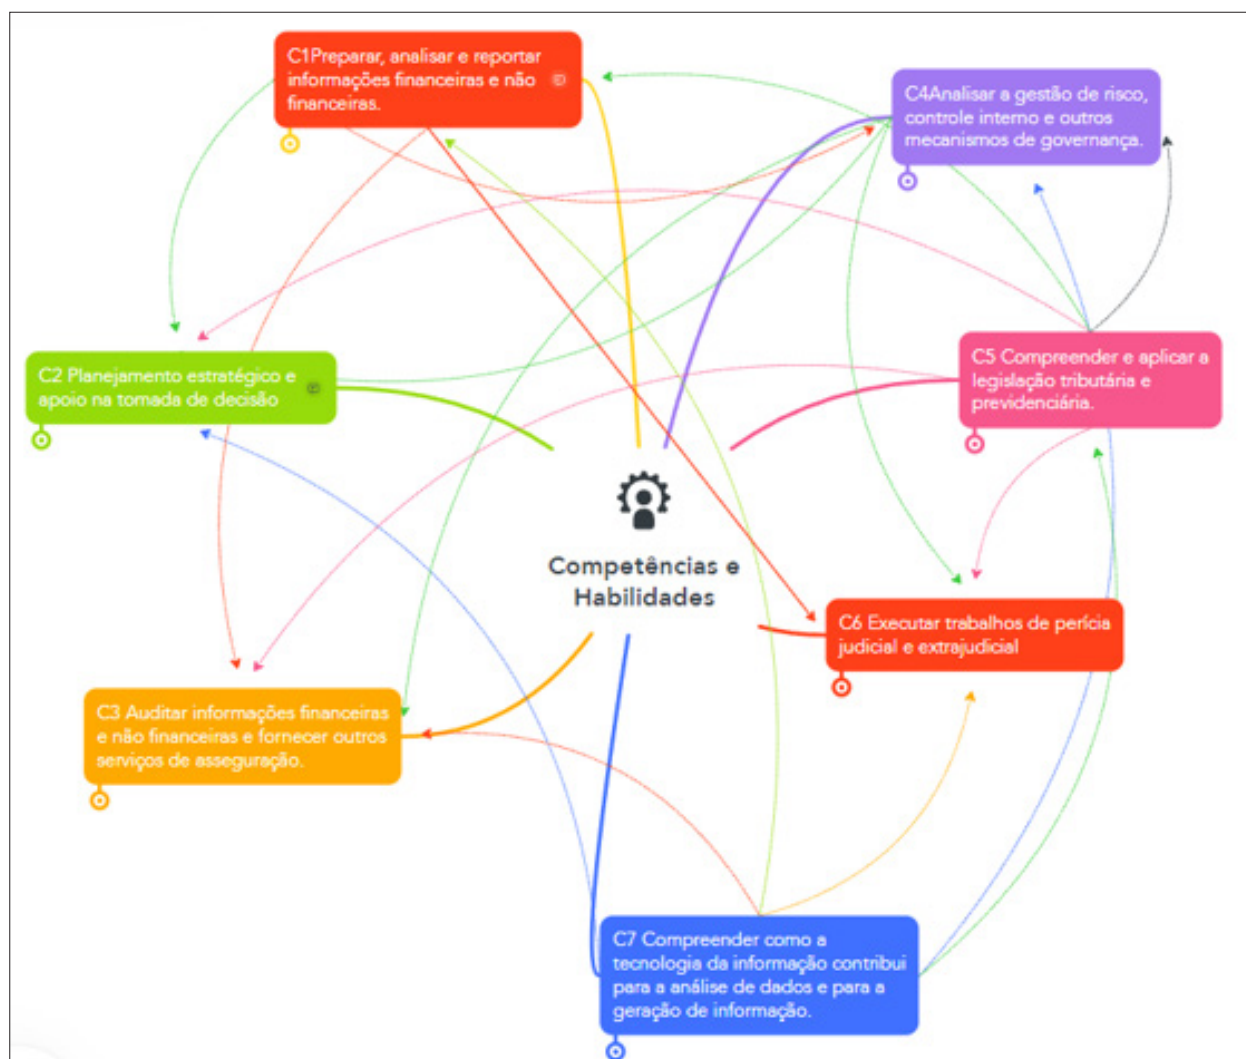 C1Preparar, analisar e reportar
informações financeiras e não
financeiras.
C4Analisar a gestão de risco,
controle interno e outros
mecanismos de governança.
C2 Planejamento estratégico e
apoio na tomada de decisão
C5 Compreender e aplicar a
legislação tributária e
previdenciária.
Competências e
Habilidades
C6 Executar trabalhos de perícia
judicial e extrajudicial
C3 Auditar informações financeiras
e não financeiras e fornecer outros
serviços de asseguração.
C7 Compreender como a
tecnologia da informação contribui
para a análise de dados e para a
geração de informação.